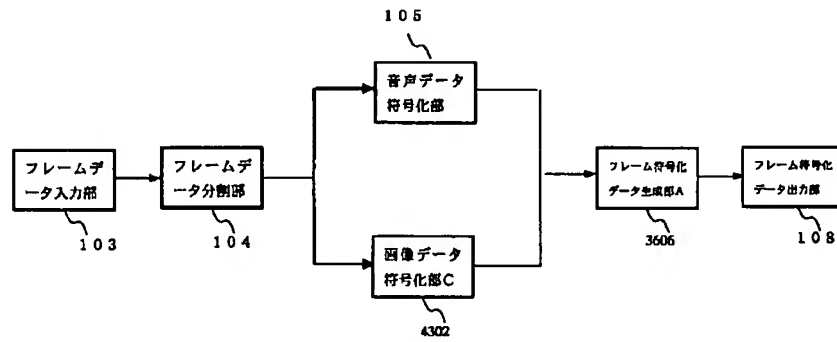 105
音声データ
符号化部
フレームデ
ータ入力部
103
フレームデ
ータ分割部
104
画像データ
符号化部C
4302
フレーム符号化
データ生成部A
3606
フレーム符号化
データ出力部
108